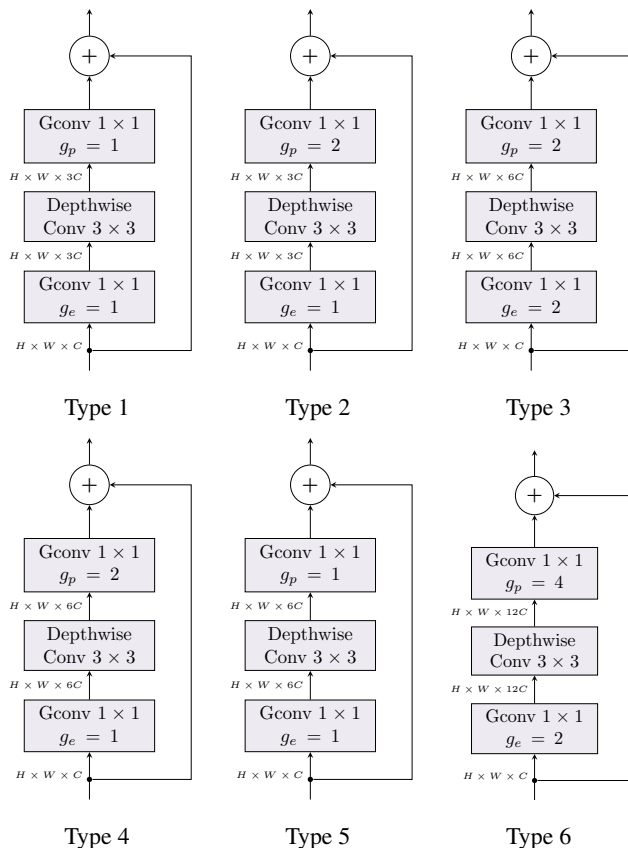 +
Gconv 1 × 1
g_p = 1
H × W × 3C
Depthwise
Conv 3 × 3
H × W × 3C
Gconv 1 × 1
g_e = 1
H × W × C
Type 1
+
Gconv 1 × 1
g_p = 2
H × W × 3C
Depthwise
Conv 3 × 3
H × W × 3C
Gconv 1 × 1
g_e = 1
H × W × C
Type 2
+
Gconv 1 × 1
g_p = 2
H × W × 6C
Depthwise
Conv 3 × 3
H × W × 6C
Gconv 1 × 1
g_e = 2
H × W × C
Type 3
+
Gconv 1 × 1
g_p = 2
H × W × 6C
Depthwise
Conv 3 × 3
H × W × 6C
Gconv 1 × 1
g_e = 1
H × W × C
Type 4
+
Gconv 1 × 1
g_p = 1
H × W × 6C
Depthwise
Conv 3 × 3
H × W × 6C
Gconv 1 × 1
g_e = 1
H × W × C
Type 5
+
Gconv 1 × 1
g_p = 4
H × W × 12C
Depthwise
Conv 3 × 3
H × W × 12C
Gconv 1 × 1
g_e = 2
H × W × C
Type 6